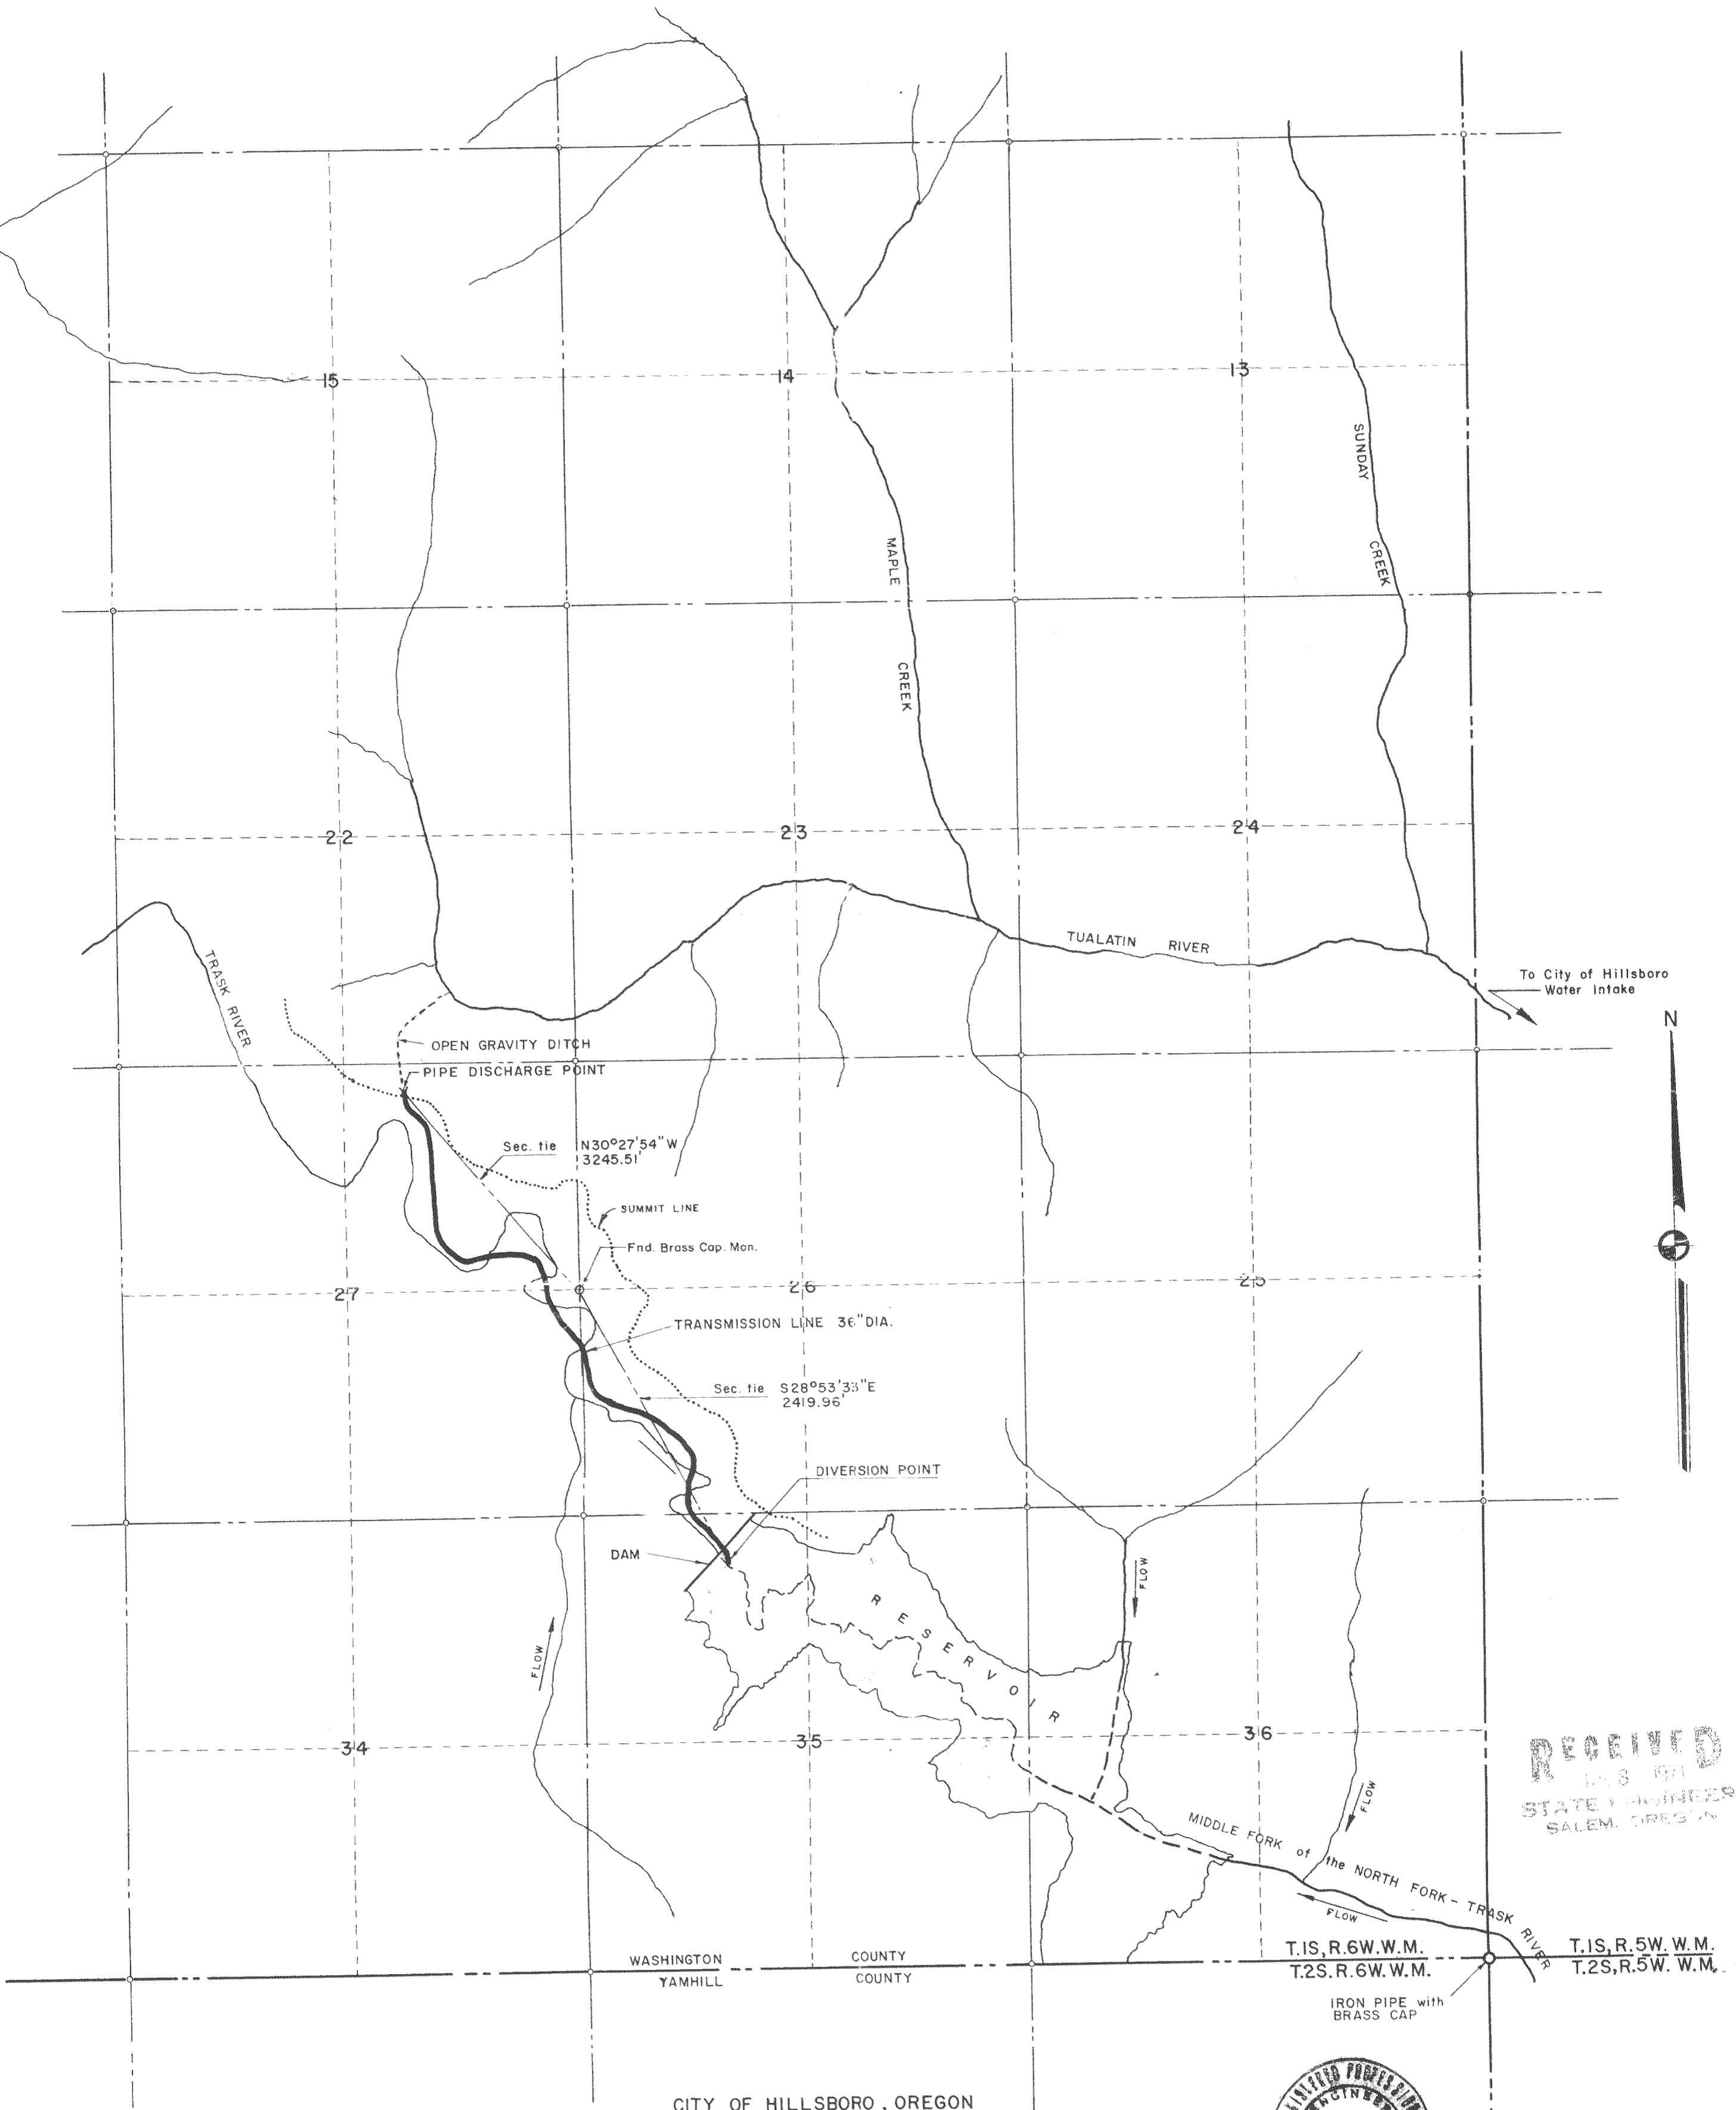 15
14
13
SUNDAY
CREEK
MAPLE
CREEK
22
23
24
TRASK RIVER
TUALATIN RIVER
To City of Hillsboro
Water Intake
N
OPEN GRAVITY DITCH
PIPE DISCHARGE POINT
Sec. tie N30°27'54"W
3245.51'
SUMMIT LINE
Fnd. Brass Cap. Mon.
27
26
25
TRANSMISSION LINE 36" DIA.
Sec. tie S28°53'33"E
2419.96'
DIVERSION POINT
DAM
FLOW
RESERVOIR
FLOW
34
35
36
RECEIVED
STATE ENGINEER
SALEM, OREGON
FLOW
MIDDLE FORK of the NORTH FORK - TRASK RIVER
FLOW
WASHINGTON COUNTY
YAMHILL COUNTY
T.1S, R.6W. W.M.
T.2S. R.6W. W.M.
T.1S, R.5W. W.M.
T.2S, R.5W. W.M.
IRON PIPE with
BRASS CAP
CITY OF HILLSBORO, OREGON